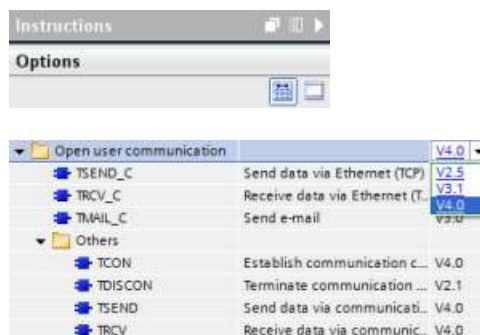 Instructions
Options
Open user communication V4.0
TSEND_C Send data via Ethernet (TCP) V2.5
V3.1
TRCV_C Receive data via Ethernet (T...
V4.0
TMAIL_C Send e-mail V3.0
Others
TCON Establish communication c... V4.0
TDISCON Terminate communication ... V2.1
TSEND Send data via communicati... V4.0
TRCV Receive data via communic... V4.0